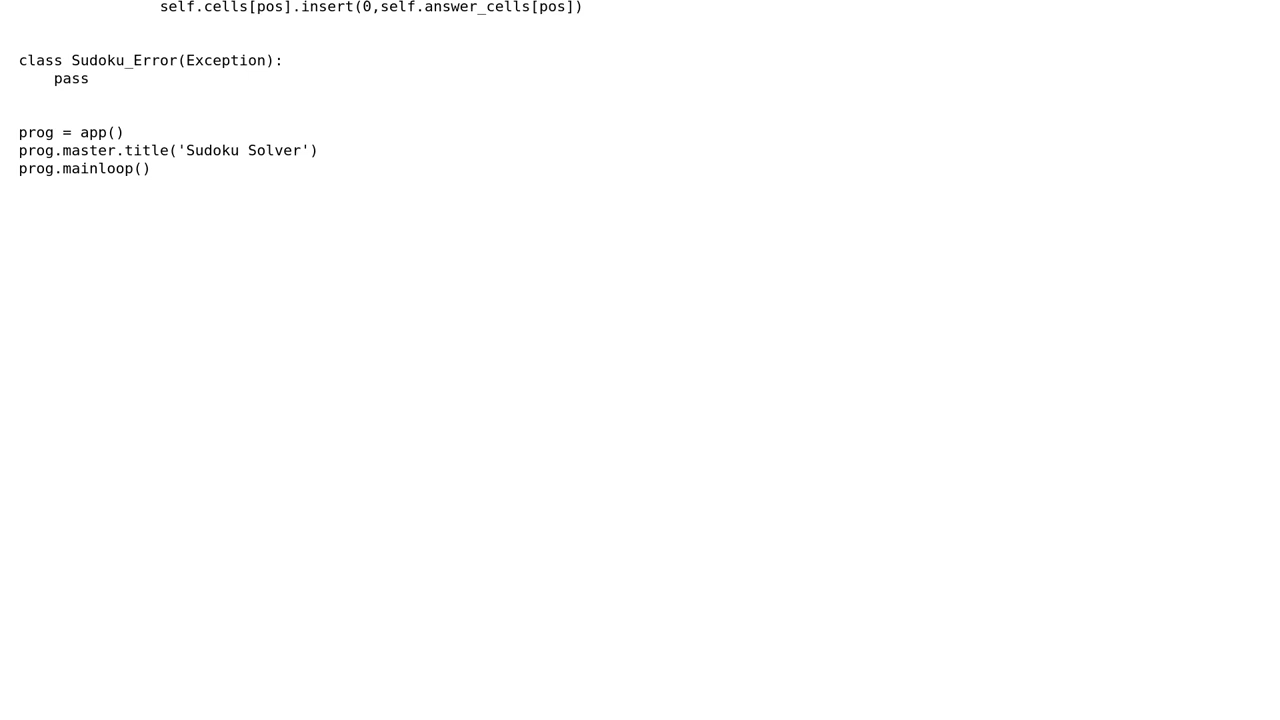 self.cells[pos].insert(0,self.answer_cells[pos])


class Sudoku_Error(Exception):
    pass


prog = app()
prog.master.title('Sudoku Solver')
prog.mainloop()